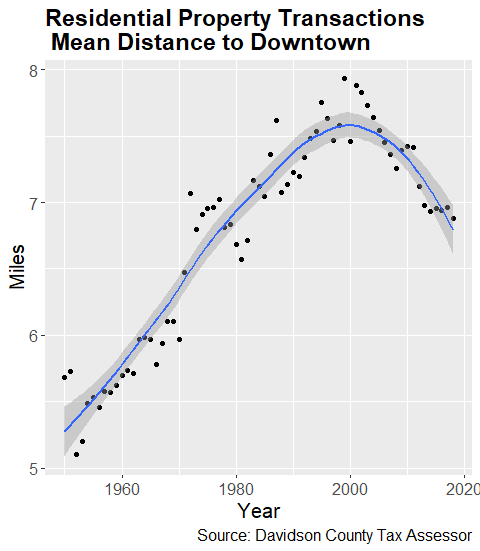 Residential Property Transactions
Mean Distance to Downtown
8
7
6
5
Miles
1960 1980 2000 2020
Year
Source: Davidson County Tax Assessor